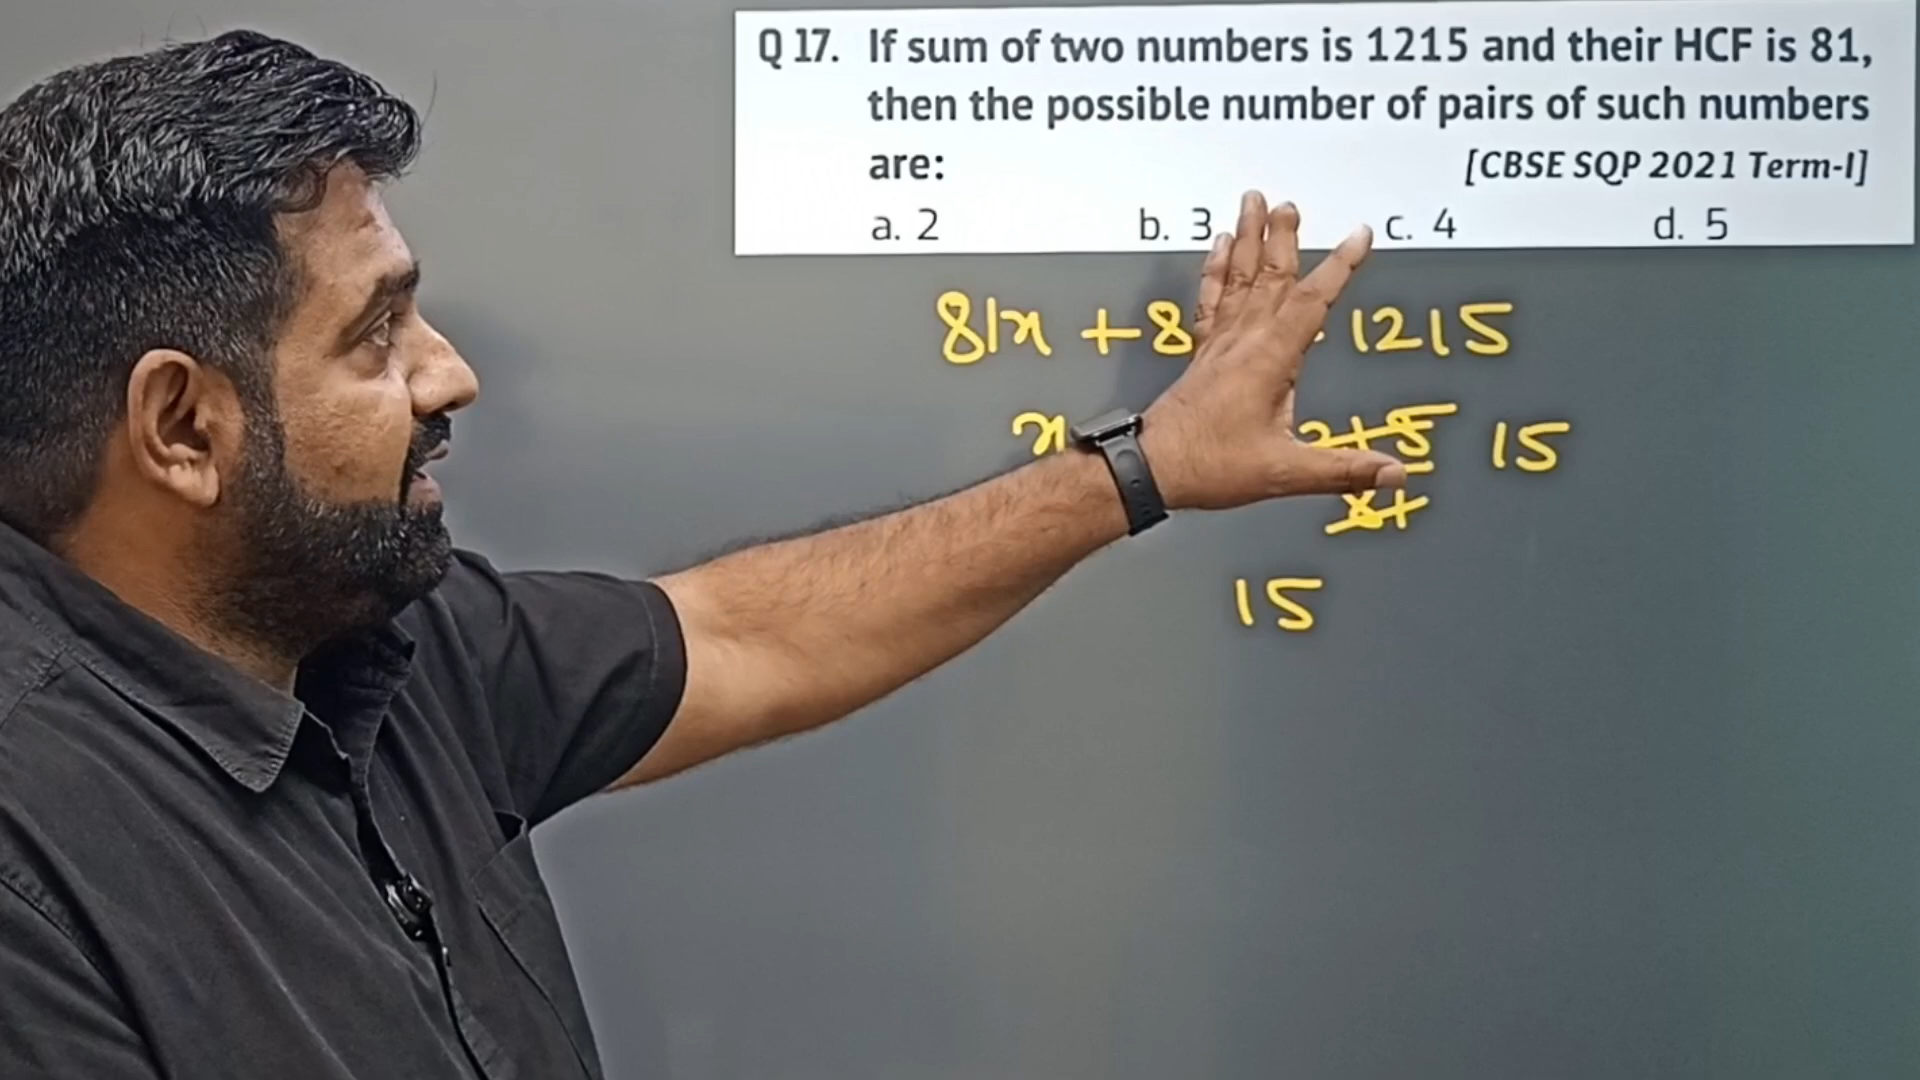 Q 17. If sum of two numbers is 1215 and their HCF is 81,
then the possible number of pairs of such numbers
are: [CBSE SQP 2021 Term-I]
a. 2 b. 3 c. 4 d. 5
81x + 8 1215
x 15
81
15